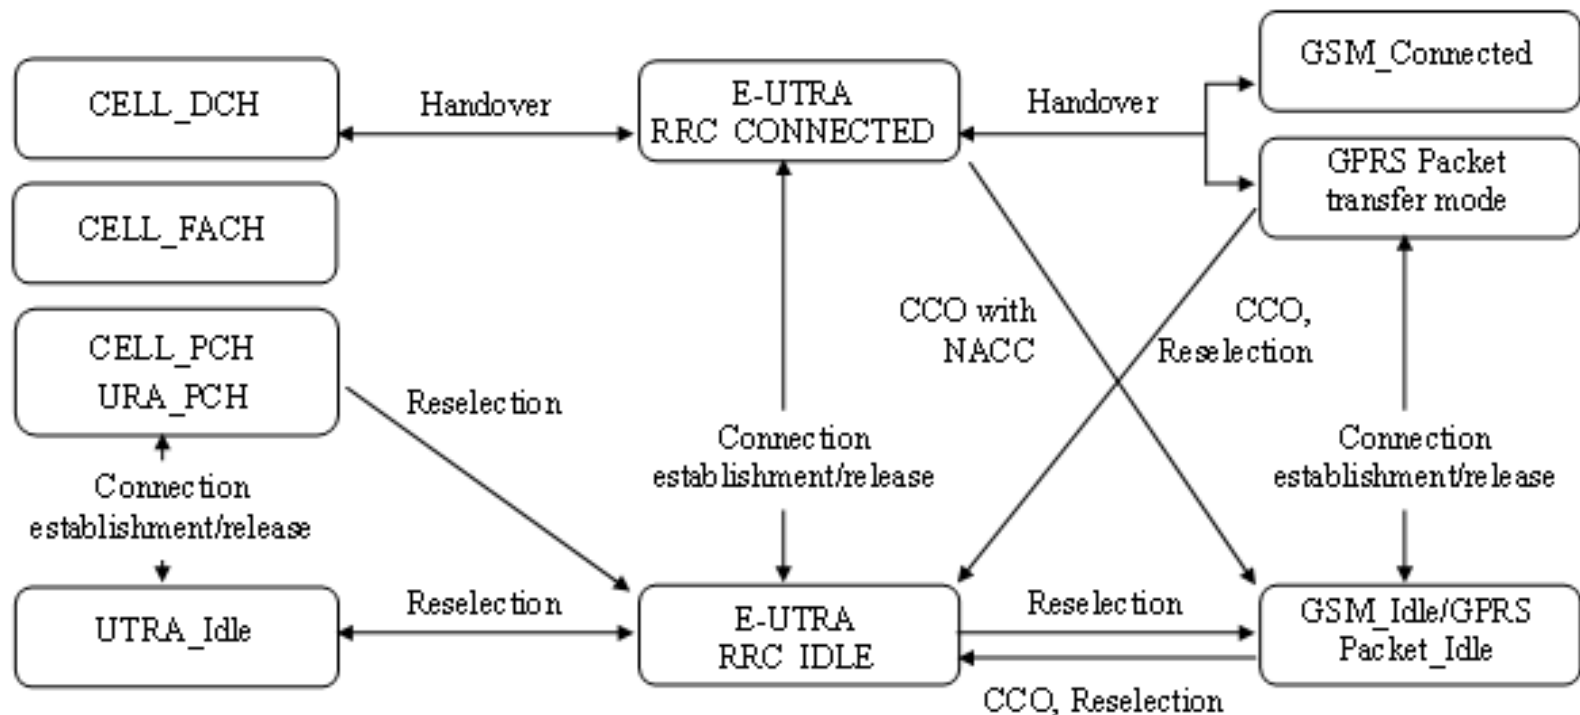 GSM_Connected
CELL_DCH
Handover
E-UTRA
RRC CONNECTED
Handover
GPRS Packet
transfer mode
CELL_FACH
CELL_PCH
URA_PCH
Reselection
CCO with
NACC
CCO,
Reselection
Connection
establishment/release
Connection
establishment/release
Connection
establishment/release
UTRA_Idle
Reselection
E-UTRA
RRC IDLE
Reselection
GSM_Idle/GPRS
Packet_Idle
CCO, Reselection